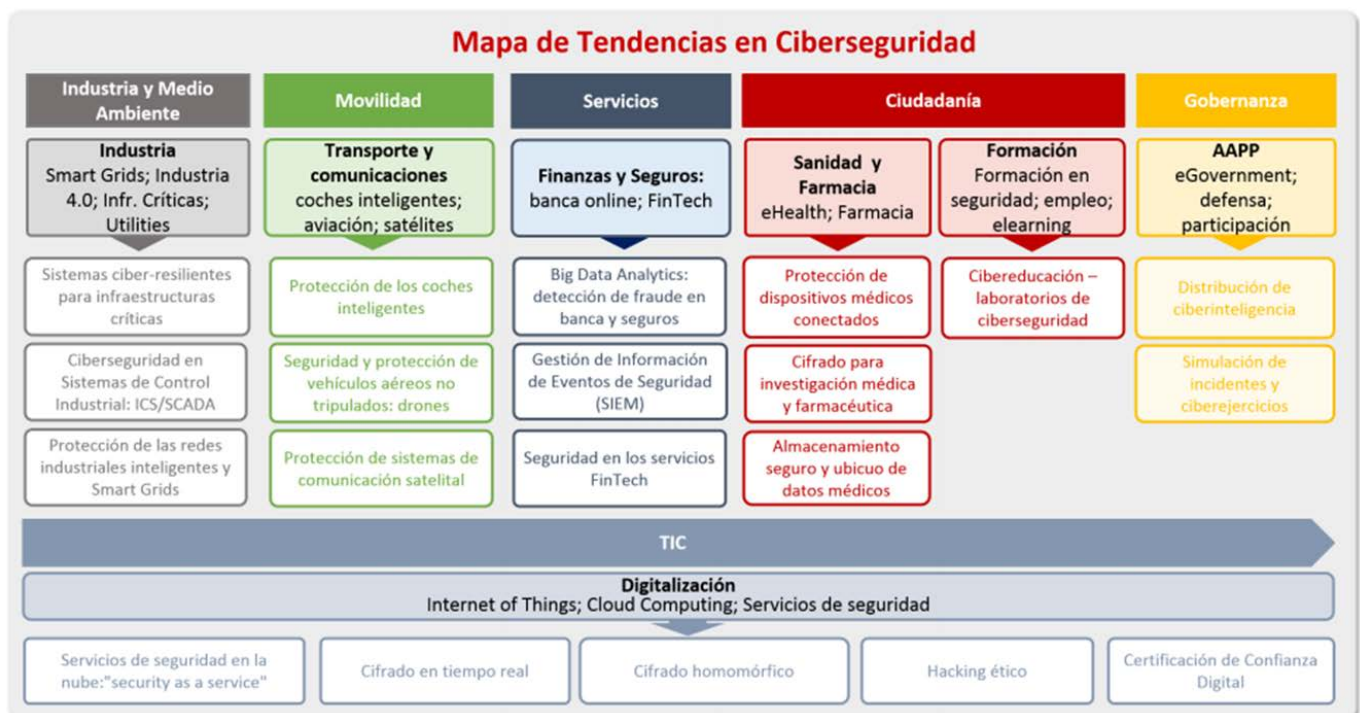 Mapa de Tendencias en Ciberseguridad
Industria y Medio
Ambiente
Movilidad
Servicios
Ciudadanía
Gobernanza
Industria
Smart Grids; Industria
4.0; Infr. Críticas;
Utilities
Transporte y
comunicaciones
coches inteligentes;
aviación; satélites
Finanzas y Seguros:
banca online; FinTech
Sanidad y
Farmacia
eHealth; Farmacia
Formación
Formación en
seguridad; empleo;
elearning
AAPP
eGovernment;
defensa;
participación
Sistemas ciber-resilientes
para infraestructuras
críticas
Protección de los coches
inteligentes
Big Data Analytics:
detección de fraude en
banca y seguros
Protección de
dispositivos médicos
conectados
Cibereducación –
laboratorios de
ciberseguridad
Distribución de
ciberinteligencia
Ciberseguridad en
Sistemas de Control
Industrial: ICS/SCADA
Seguridad y protección de
vehículos aéreos no
tripulados: drones
Gestión de Información
de Eventos de Seguridad
(SIEM)
Cifrado para
investigación médica
y farmacéutica
Simulación de
incidentes y
ciberejercicios
Protección de las redes
industriales inteligentes y
Smart Grids
Protección de sistemas de
comunicación satelital
Seguridad en los servicios
FinTech
Almacenamiento
seguro y ubicuo de
datos médicos
TIC
Digitalización
Internet of Things; Cloud Computing; Servicios de seguridad
Servicios de seguridad en la
nube:"security as a service"
Cifrado en tiempo real
Cifrado homomórfico
Hacking ético
Certificación de Confianza
Digital